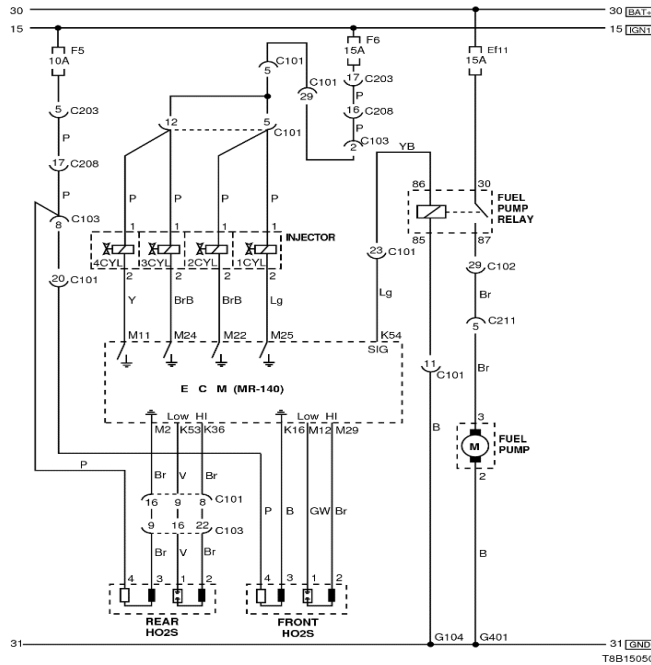 30 30 BAT+
15 15 IGN1
F5
10A
F6
15A
Ef11
15A
5 C101
C101
29
17 C203
5 C203
16 C208
P
P
P
12 5 C101
C103
2
YB
17 C208
P
86 30
FUEL
PUMP
RELAY
8 C103
P P P P
85 87
1 1 1 1
INJECTOR
23 C101
4CYL 3CYL 2CYL 1CYL
29 C102
20 C101
2 2 2 2
Y BrB BrB Lg
Lg
Br
5 C211
M11 M24 M22 M25 K54
SIG
11 C101
Br
E C M (MR-140)
Low HI Low HI
M2 K53 K36 K16 M12 M29
B
3
M
FUEL
PUMP
2
P
Br V Br
16 9 8 C101
P B GW Br
9 16 22 C103
Br V Br
B
4 3 1 2 4 3 1 2
REAR
HO2S
FRONT
HO2S
G104 G401
31 31 GND
T8B15050